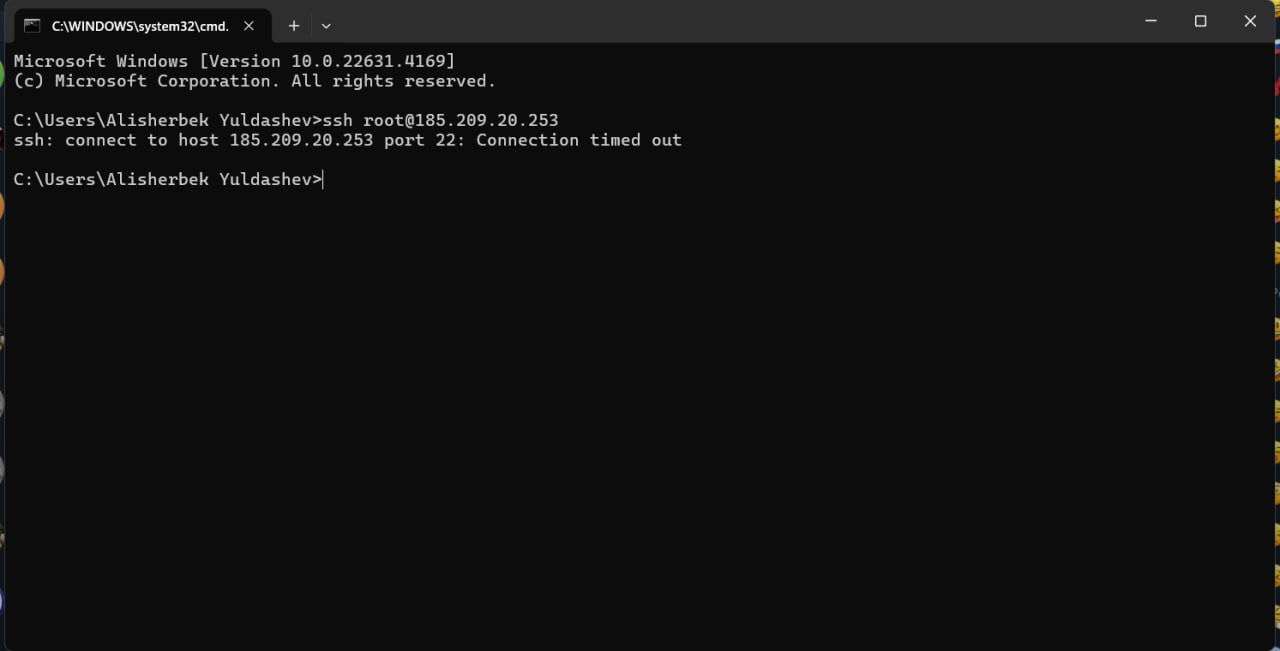 C:\WINDOWS\system32\cmd.
Microsoft Windows [Version 10.0.22631.4169]
(c) Microsoft Corporation. All rights reserved.
C:\Users\Alisherbek Yuldashev>ssh root@185.209.20.253
ssh: connect to host 185.209.20.253 port 22: Connection timed out
C:\Users\Alisherbek Yuldashev>